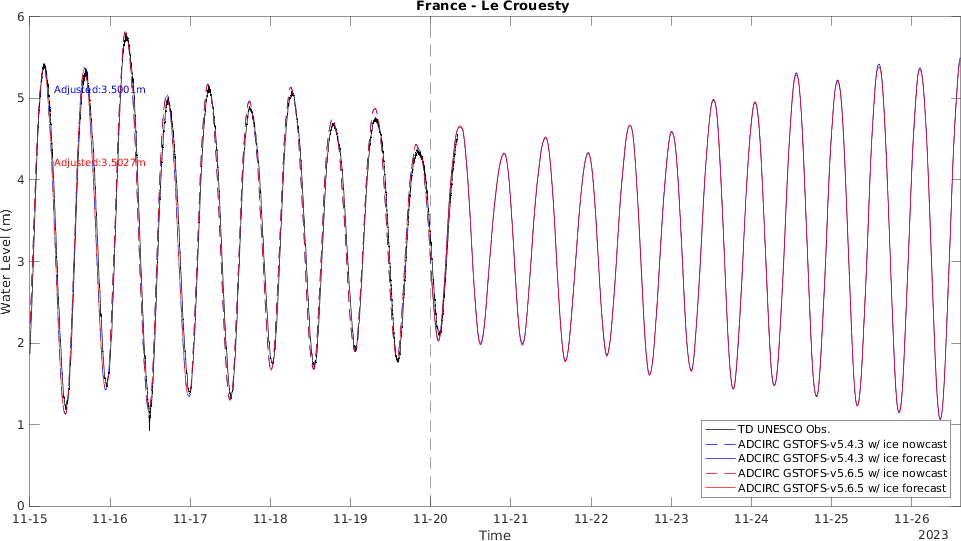 France - Le Crouesty
6
5
4
3
2
1
0
Water Level (m)
Adjusted:3.5001m
Adjusted:3.5027m
TD UNESCO Obs.
ADCIRC GSTOFS-v5.4.3 w/ ice nowcast
ADCIRC GSTOFS-v5.4.3 w/ ice forecast
ADCIRC GSTOFS-v5.6.5 w/ ice nowcast
ADCIRC GSTOFS-v5.6.5 w/ ice forecast
11-15 11-16 11-17 11-18 11-19 11-20 11-21 11-22 11-23 11-24 11-25 11-26
Time
2023